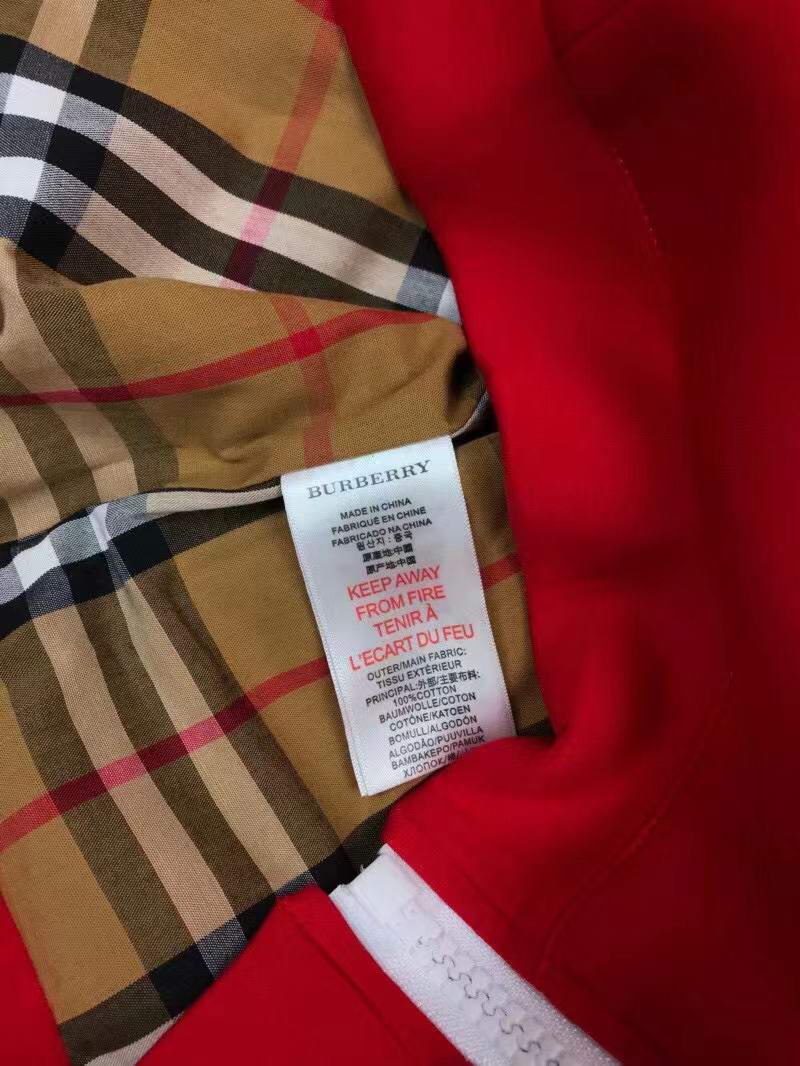 BURBERRY
MADE IN CHINA
FABRIQUÉ EN CHINE
FABRICADO NA CHINA
원산지 : 중국
原產地:中國
原产地:中国
KEEP AWAY
FROM FIRE
TENIR À
L'ECART DU FEU
OUTER/MAIN FABRIC:
TISSU EXTÉRIEUR
PRINCIPAL:外部/主要布料:
100%COTTON
BAUMWOLLE/COTON
COTONE/KATOEN
BOMULL/ALGODÓN
ALGODÃO/PUUVILLA
BAMBAKEPO/PAMUK
ХЛОПОК/